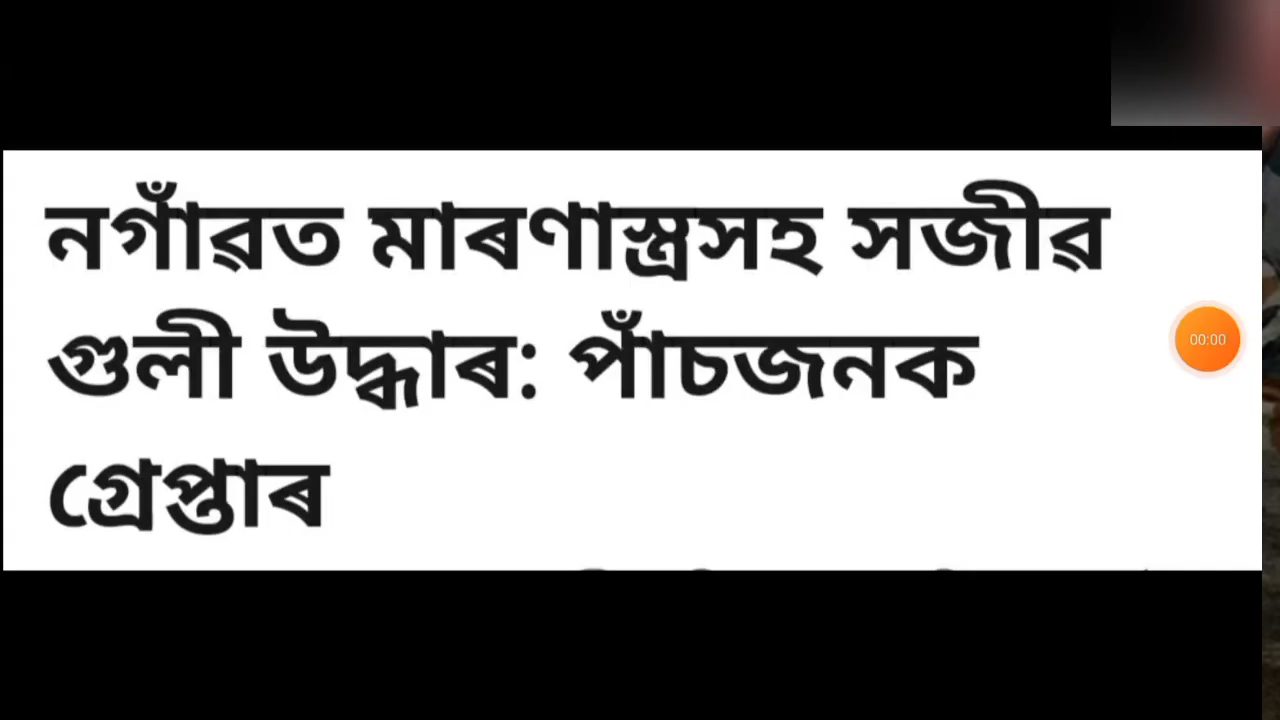 নগাঁৱত মাৰণাস্ত্ৰসহ সজীৱ
গুলী উদ্ধাৰ: পাঁচজনক
গ্ৰেপ্তাৰ
00:00